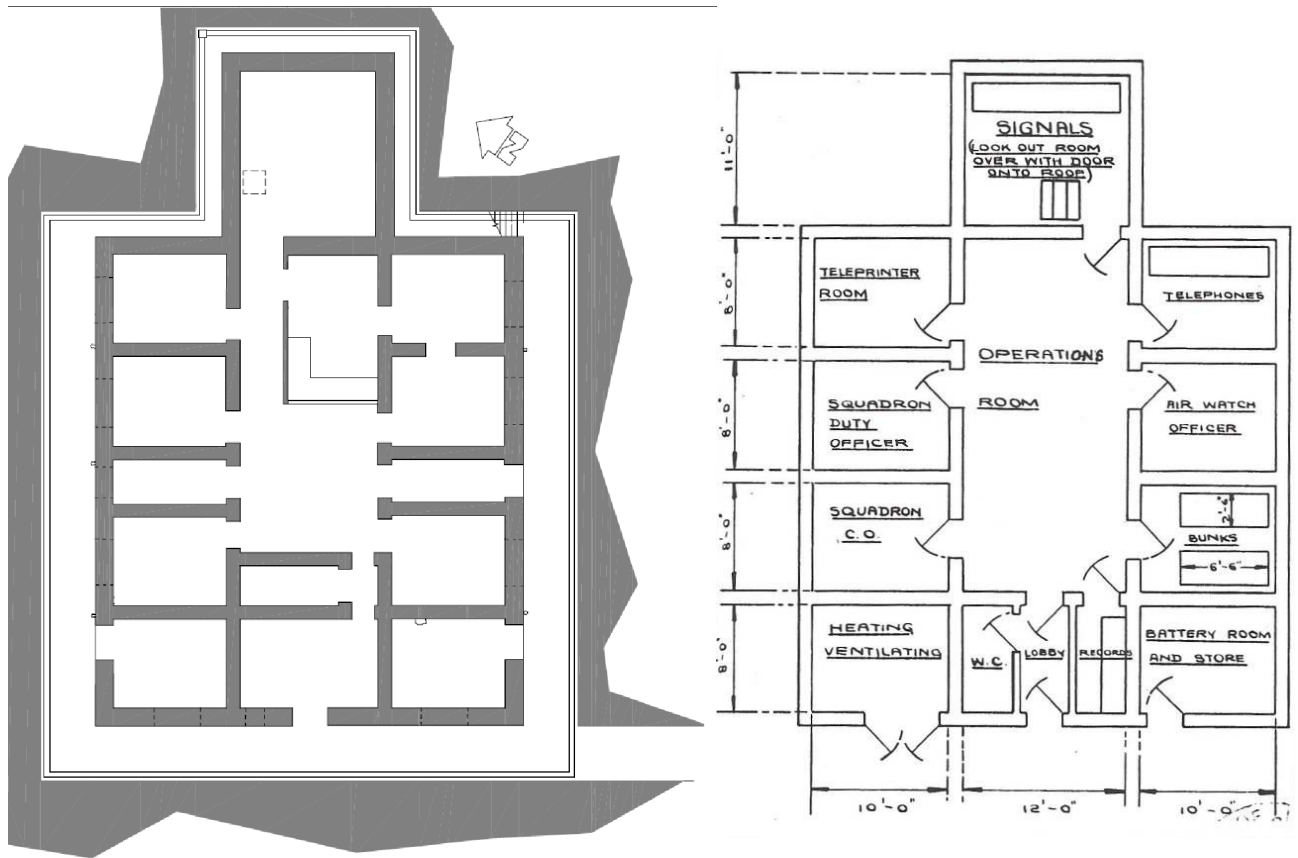 N
11'-0"
SIGNALS
(LOOK OUT ROOM
OVER WITH DOOR
ONTO ROOF)
8'-0"
TELEPRINTER
ROOM
TELEPHONES
OPERATIONS
ROOM
8'-0"
SQUADRON
DUTY
OFFICER
AIR WATCH
OFFICER
8'-0"
SQUADRON
C.O.
2'-6"
BUNKS
6'-6"
8'-0"
HEATING
VENTILATING
W.C.
LOBBY
RECORDS
BATTERY ROOM
AND STORE
10'-0"
12'-0"
10'-0"